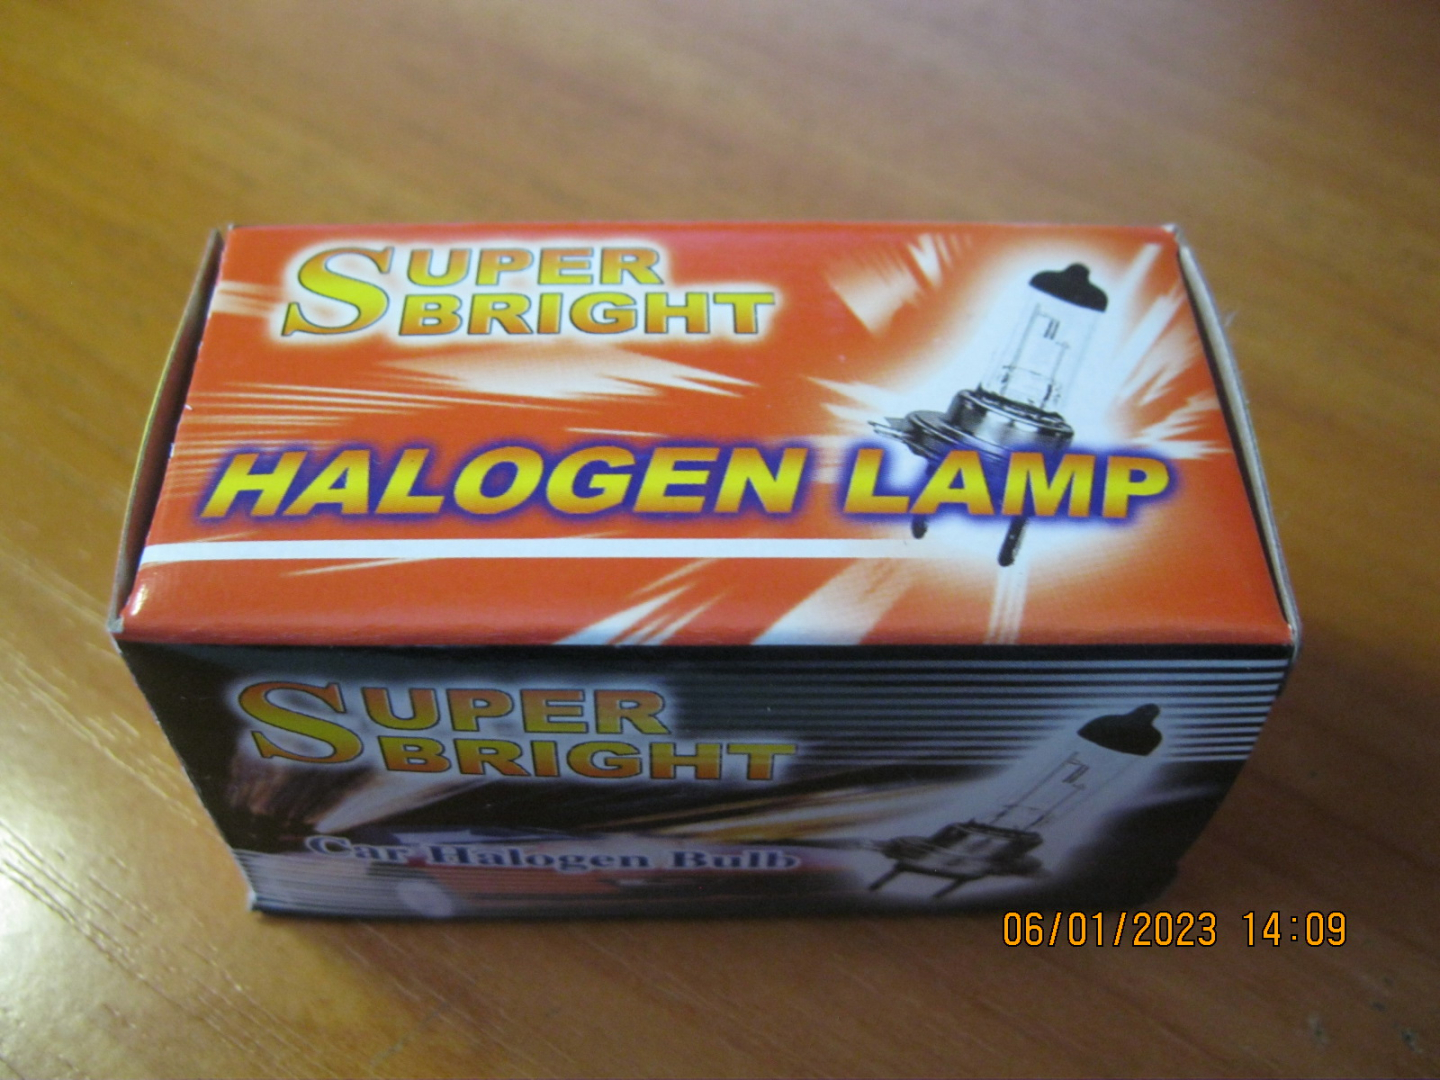 SUPER
BRIGHT
HALOGEN LAMP
SUPER
BRIGHT
Car Halogen Bulb
06/01/2023 14:09